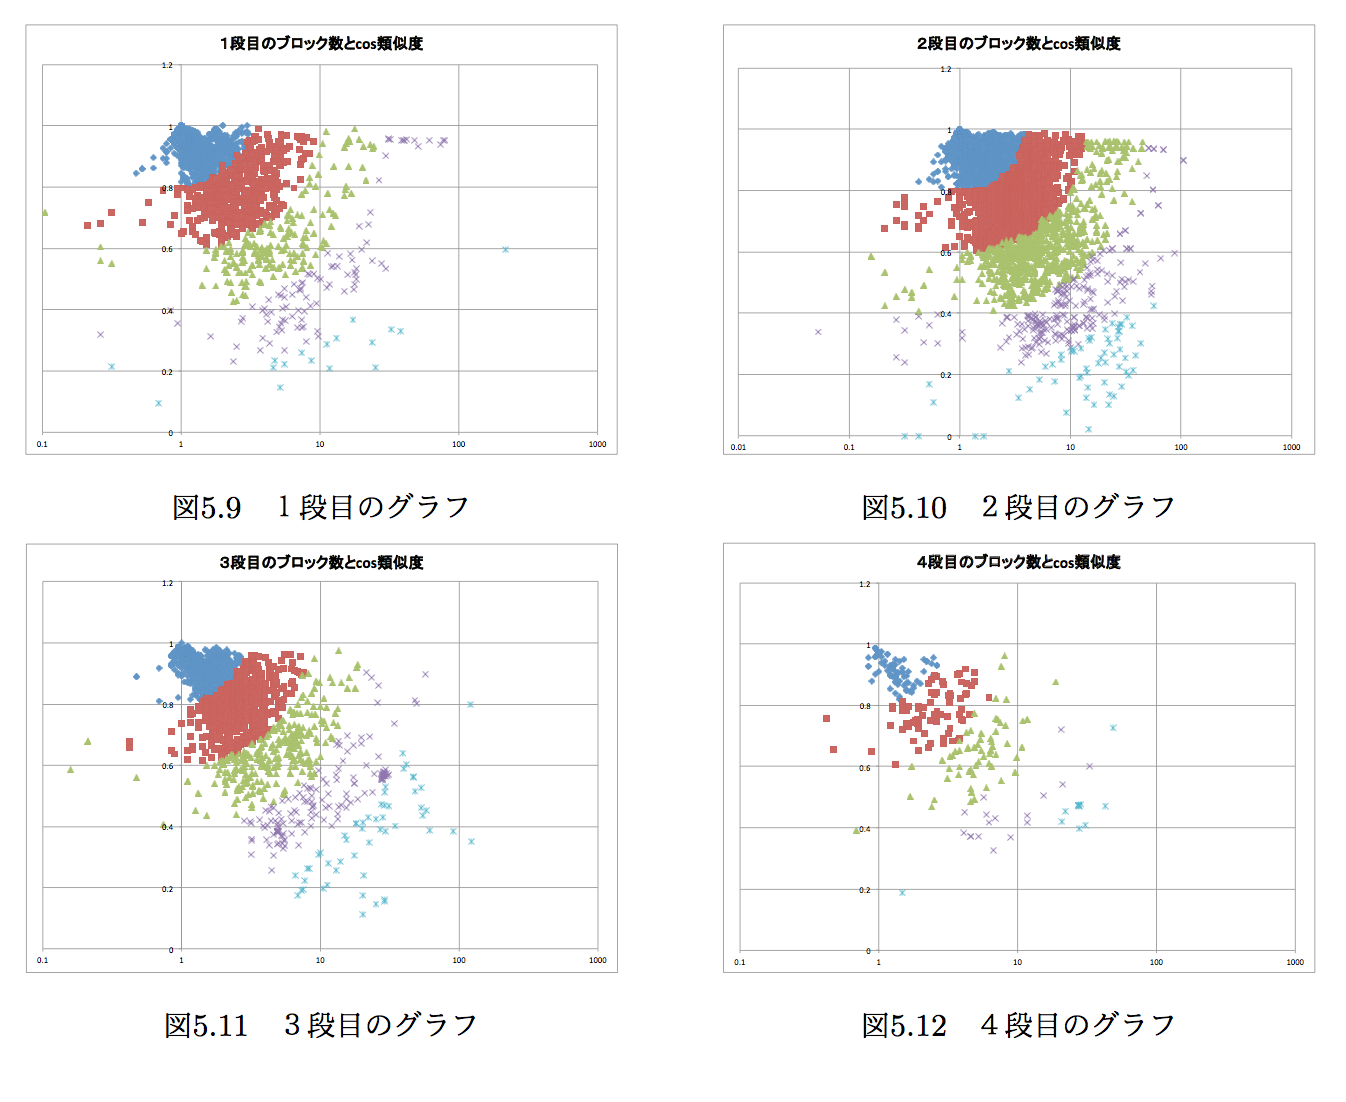 １段目のブロック数とcos類似度
1.2
1
0.8
0.6
0.4
0.2
0
0.1 1 10 100 1000
図5.9　１段目のグラフ
２段目のブロック数とcos類似度
1.2
1
0.8
0.6
0.4
0.2
0
0.01 0.1 1 10 100 1000
図5.10　２段目のグラフ
３段目のブロック数とcos類似度
1.2
1
0.8
0.6
0.4
0.2
0
0.1 1 10 100 1000
図5.11　３段目のグラフ
４段目のブロック数とcos類似度
1.2
1
0.8
0.6
0.4
0.2
0
0.1 1 10 100 1000
図5.12　４段目のグラフ